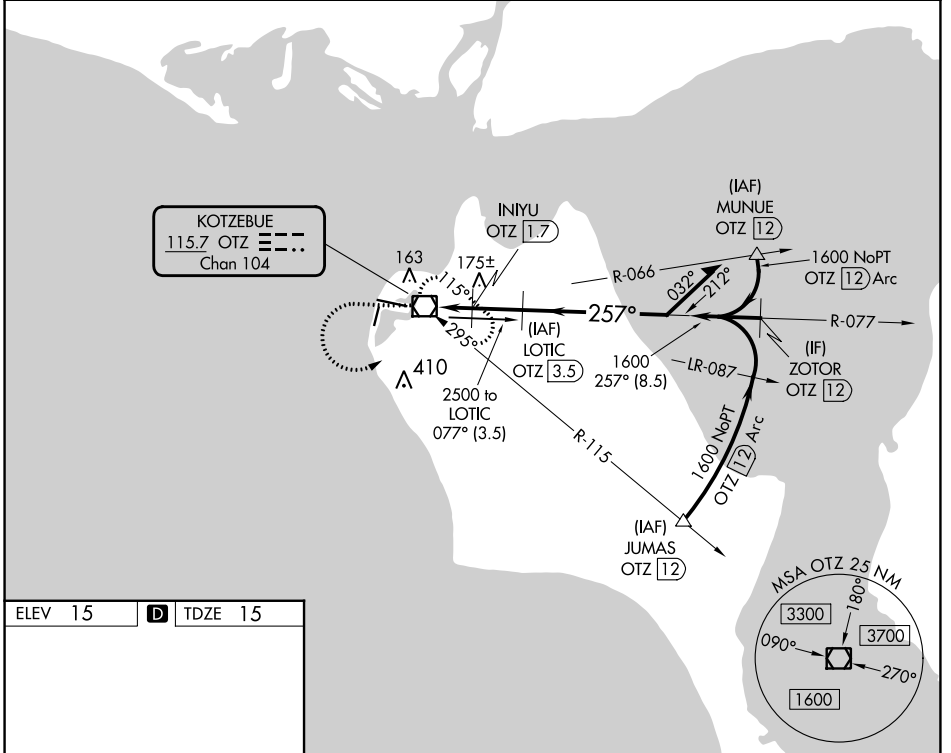 KOTZEBUE
115.7 OTZ
Chan 104
163
175±
INIYU
OTZ 1.7
(IAF)
MUNUE
OTZ 12
1600 NoPT
OTZ 12 Arc
R-066
032°
212°
115°
295°
257°
R-077
(IAF)
LOTIC
OTZ 3.5
1600
257° (8.5)
LR-087
(IF)
ZOTOR
OTZ 12
410
2500 to
LOTIC
077° (3.5)
R-115
1600 NoPT
OTZ 12 Arc
(IAF)
JUMAS
OTZ 12
MSA OTZ 25 NM
180°
3300
3700
090°
270°
1600
ELEV 15 D TDZE 15